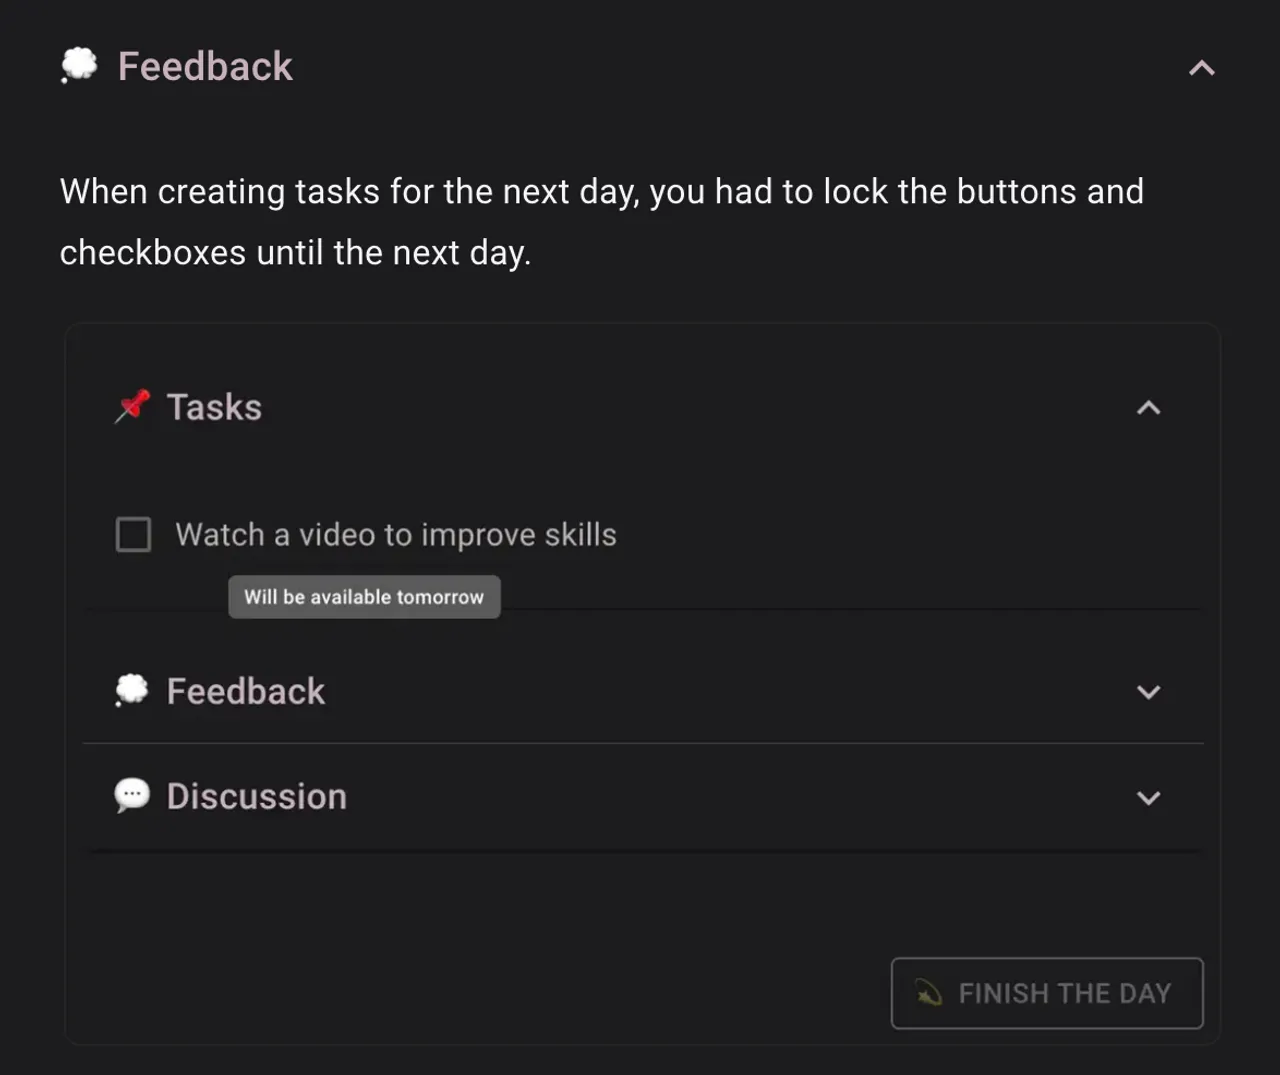 Feedback
When creating tasks for the next day, you had to lock the buttons and
checkboxes until the next day.
Tasks
Watch a video to improve skills
Will be available tomorrow
Feedback
Discussion
FINISH THE DAY